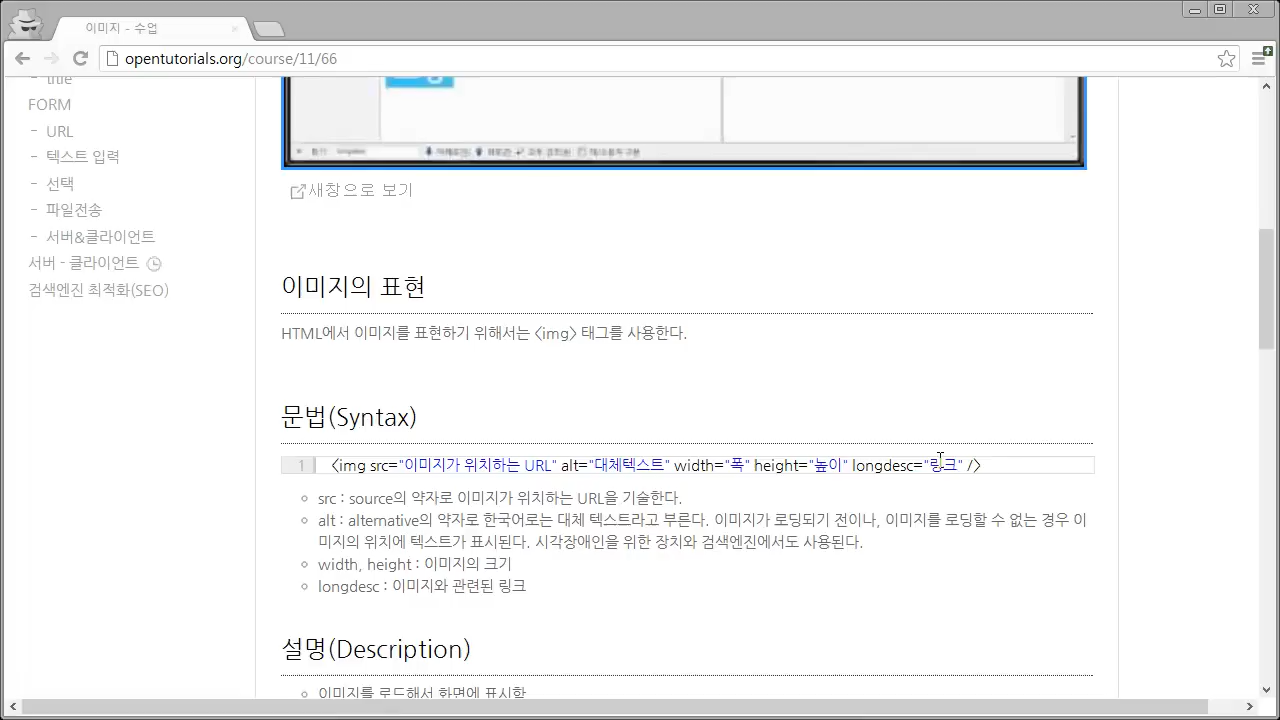 이미지 - 수업
opentutorials.org/course/11/66
title
FORM
- URL
- 텍스트 입력
- 선택
- 파일전송
- 서버&클라이언트
서버 - 클라이언트
검색엔진 최적화(SEO)
새창으로 보기
이미지의 표현
HTML에서 이미지를 표현하기 위해서는 <img> 태그를 사용한다.
문법(Syntax)
1 <img src="이미지가 위치하는 URL" alt="대체텍스트" width="폭" height="높이" longdesc="링크" />
src : source의 약자로 이미지가 위치하는 URL을 기술한다.
alt : alternative의 약자로 한국어로는 대체 텍스트라고 부른다. 이미지가 로딩되기 전이나, 이미지를 로딩할 수 없는 경우 이
미지의 위치에 텍스트가 표시된다. 시각장애인을 위한 장치와 검색엔진에서도 사용된다.
width, height : 이미지의 크기
longdesc : 이미지와 관련된 링크
설명(Description)
이미지를 로드해서 화면에 표시함